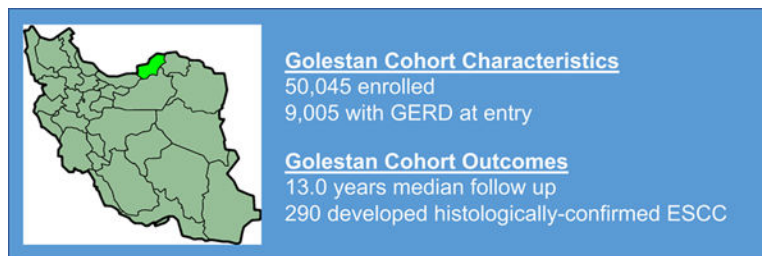 Golestan Cohort Characteristics
50,045 enrolled
9,005 with GERD at entry
Golestan Cohort Outcomes
13.0 years median follow up
290 developed histologically-confirmed ESCC